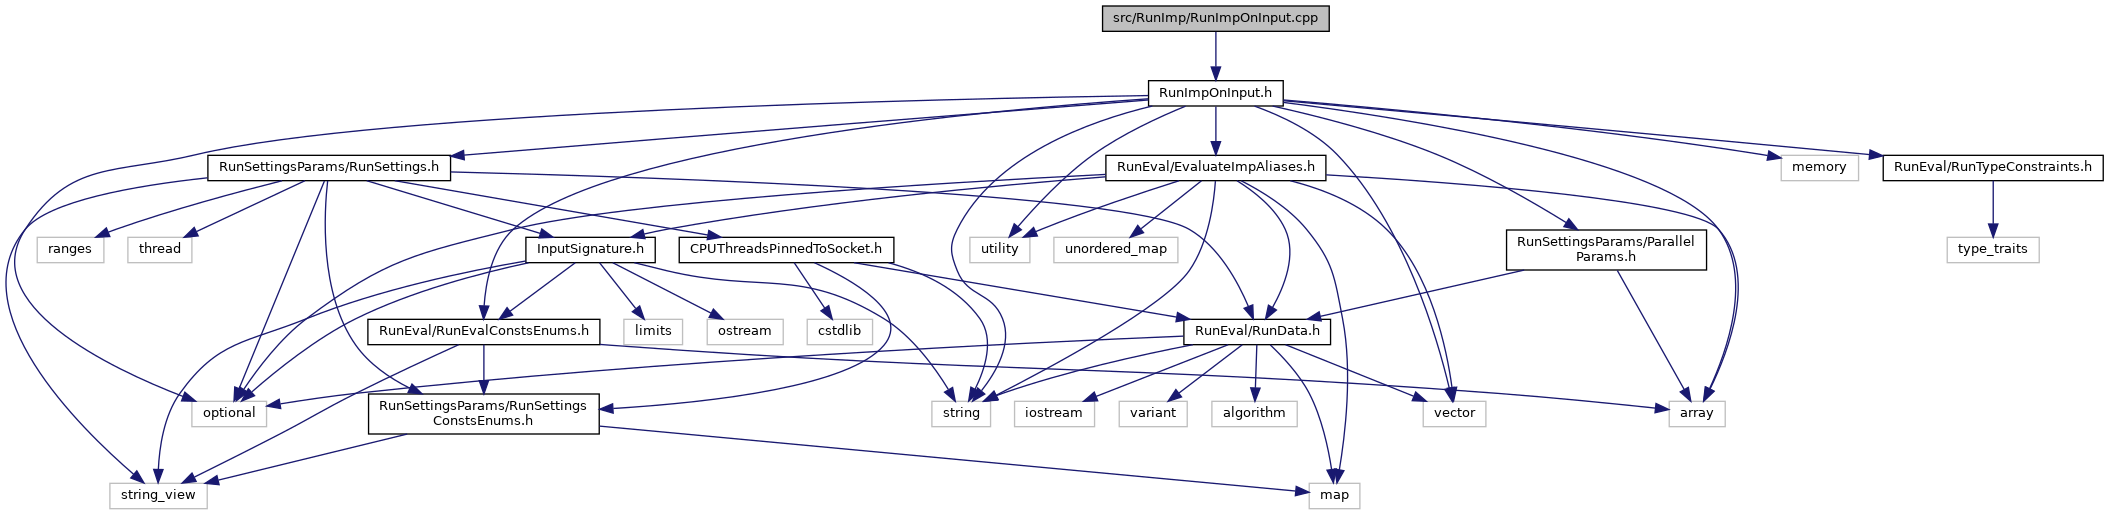 src/RunImp/RunImpOnInput.cpp
RunImpOnInput.h
RunSettingsParams/RunSettings.h
RunEval/EvaluateImpAliases.h
memory
RunEval/RunTypeConstraints.h
ranges
thread
InputSignature.h
CPUThreadsPinnedToSocket.h
utility
unordered_map
RunSettingsParams/Parallel
Params.h
type_traits
RunEval/RunEvalConstsEnums.h
limits
ostream
cstdlib
RunEval/RunData.h
optional
RunSettingsParams/RunSettings
ConstsEnums.h
string
iostream
variant
algorithm
vector
array
string_view
map